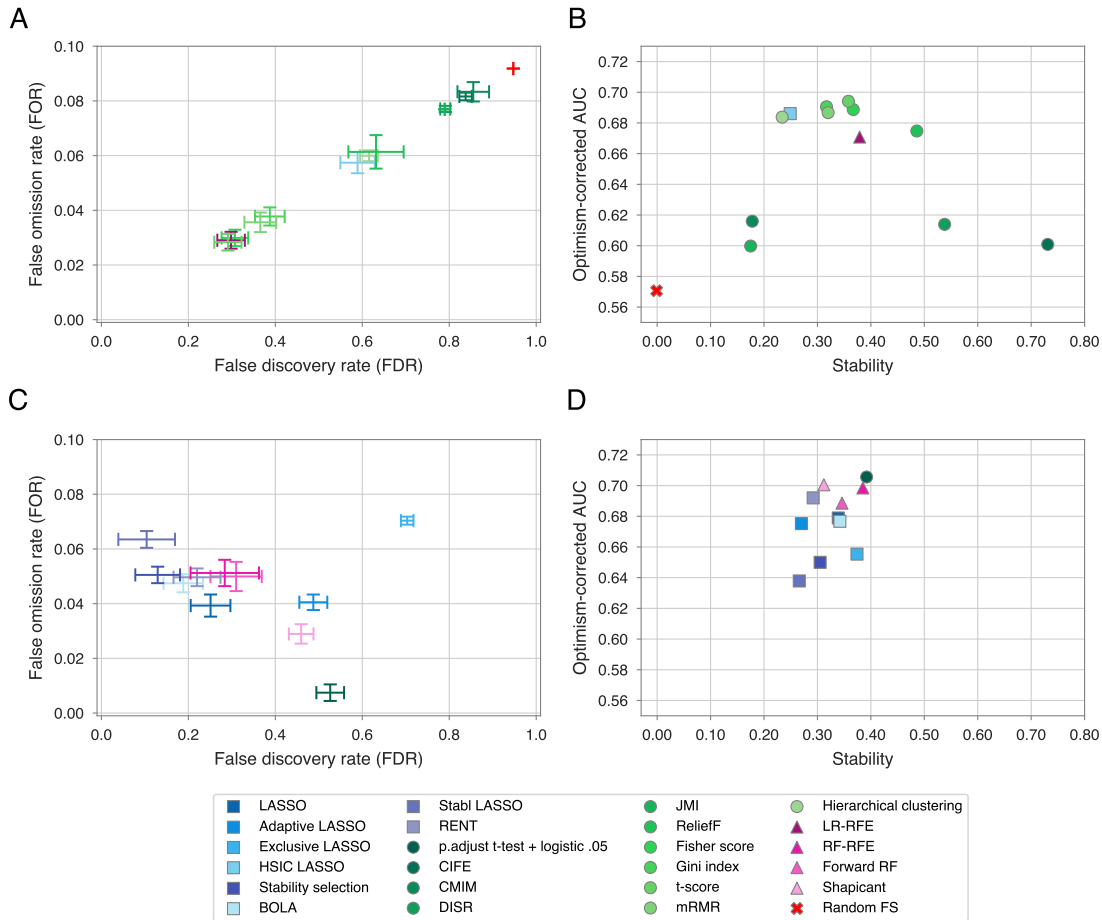 A
B
0.10
0.08
0.06
0.04
0.02
0.00
False omission rate (FOR)
0.0
0.2
0.4
0.6
0.8
1.0
False discovery rate (FDR)
0.72
0.70
0.68
0.66
0.64
0.62
0.60
0.58
0.56
Optimism-corrected AUC
0.00
0.10
0.20
0.30
0.40
0.50
0.60
0.70
0.80
Stability
C
D
0.10
0.08
0.06
0.04
0.02
0.00
False omission rate (FOR)
0.0
0.2
0.4
0.6
0.8
1.0
False discovery rate (FDR)
0.72
0.70
0.68
0.66
0.64
0.62
0.60
0.58
0.56
Optimism-corrected AUC
0.00
0.10
0.20
0.30
0.40
0.50
0.60
0.70
0.80
Stability
LASSO
Adaptive LASSO
Exclusive LASSO
HSIC LASSO
Stability selection
BOLA
Stabl LASSO
RENT
p.adjust t-test + logistic .05
CIFE
CMIM
DISR
JMI
ReliefF
Fisher score
Gini index
t-score
mRMR
Hierarchical clustering
LR-RFE
RF-RFE
Forward RF
Shapicant
Random FS